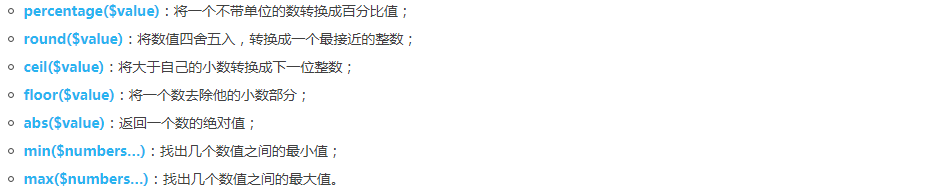 percentage($value)：将一个不带单位的数转换成百分比值；
round($value)：将数值四舍五入，转换成一个最接近的整数；
ceil($value)：将大于自己的小数转换成下一位整数；
floor($value)：将一个数去除他的小数部分；
abs($value)：返回一个数的绝对值；
min($numbers…)：找出几个数值之间的最小值；
max($numbers…)：找出几个数值之间的最大值。